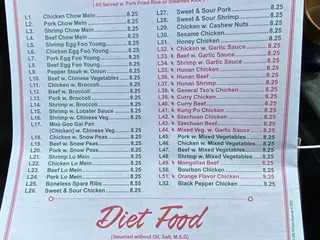 ( All Served w. Pork Fried Rice or Steamed Rice )
L1. Chicken Chow Mein 8.25
L2. Pork Chow Mein 8.25
L3. Shrimp Chow Mein 8.25
L4. Beef Chow Mein 8.25
L5. Shrimp Egg Foo Young 8.25
L6. Chicken Egg Foo Young 8.25
L7. Pork Egg Foo Young 8.25
L8. Beef Egg Foo Young 8.25
L9. Pepper Steak w. Onion 8.25
L10. Beef w. Chinese Vegetables 8.25
L11. Chicken w. Broccoli 8.25
L12. Beef w. Broccoli 8.25
L13. Pork w. Broccoli 8.25
L14. Shrimp w. Broccoli 8.25
L15. Shrimp w. Lobster Sauce 8.25
L16. Shrimp w. Chinese Veg. 8.25
L17. Moo Goo Gai Pan
(Chicken) w. Chinese Veg 8.25
L18. Chicken w. Snow Peas 8.25
L19. Beef w. Snow Peas 8.25
L20. Pork w. Snow Peas 8.25
L21. Shrimp Lo Mein 8.25
L22. Chicken Lo Mein 8.25
L23. Beef Lo Mein 8.25
L24. Pork Lo Mein 8.25
L25. Boneless Spare Ribs 8.55
L26. Sweet & Sour Chicken 8.25
L27. Sweet & Sour Pork 8.25
L28. Sweet & Sour Shrimp 8.25
L29. Chicken w. Cashew Nuts 8.25
L30. Sesame Chicken 8.25
L31. Honey Chicken 8.25
L32. Chicken w. Garlic Sauce 8.25
L33. Beef w. Garlic Sauce 8.25
L34. Shrimp w. Garlic Sauce 8.25
L35. Hunan Chicken 8.25
L36. Hunan Beef 8.25
L37. Hunan Shrimp 8.25
L38. General Tso's Chicken 8.25
L39. Curry Chicken 8.25
L40. Curry Beef 8.25
L41. Kung Po Chicken 8.25
L42. Szechuan Chicken 8.25
L43. Szechuan Beef 8.25
L44. Mixed Veg. w. Garlic Sauce 8.25
L45. Pork w. Mixed Vegetables 8.25
L46. Chicken w. Mixed Vegetables 8.25
L47. Beef w. Mixed Vegetables 8.25
L48. Shrimp w. Mixed Vegetables 8.25
L49. Mongolian Beef 8.25
L50. Bourbon Chicken 8.25
L51. Orange Flavor Chicken 8.25
L52. Black Pepper Chicken 8.25
Diet Food
(Steamed without Oil, Salt, M.S.G)